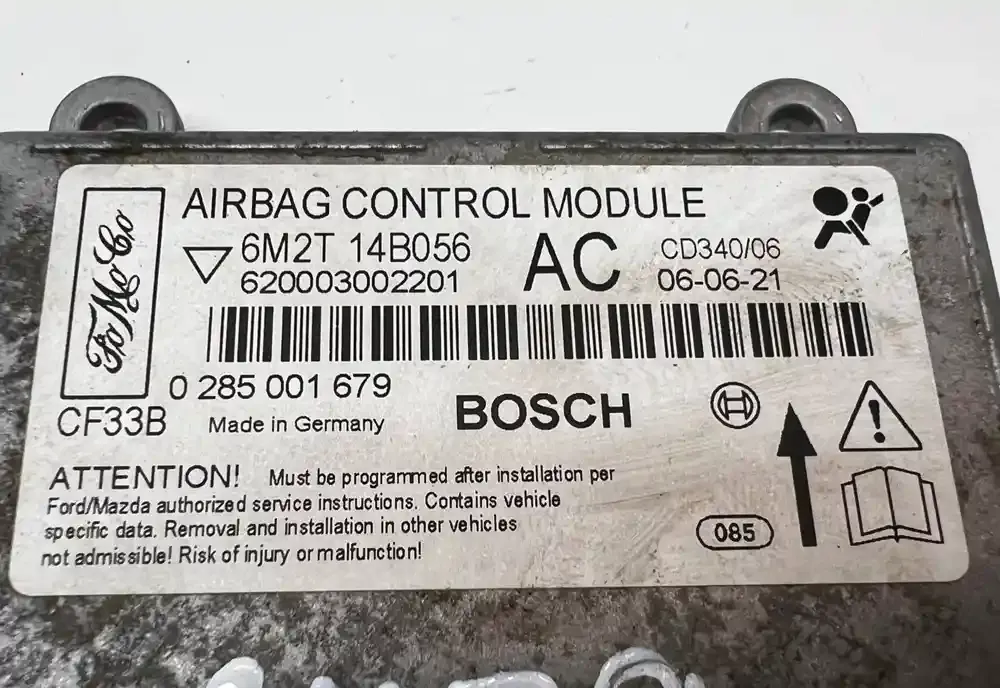 AIRBAG CONTROL MODULE
FoMoCo
6M2T 14B056 AC CD340/06
620003002201 06-06-21
0 285 001 679
CF33B Made in Germany BOSCH
ATTENTION! Must be programmed after installation per
Ford/Mazda authorized service instructions. Contains vehicle
specific data. Removal and installation in other vehicles
not admissible! Risk of injury or malfunction!
085